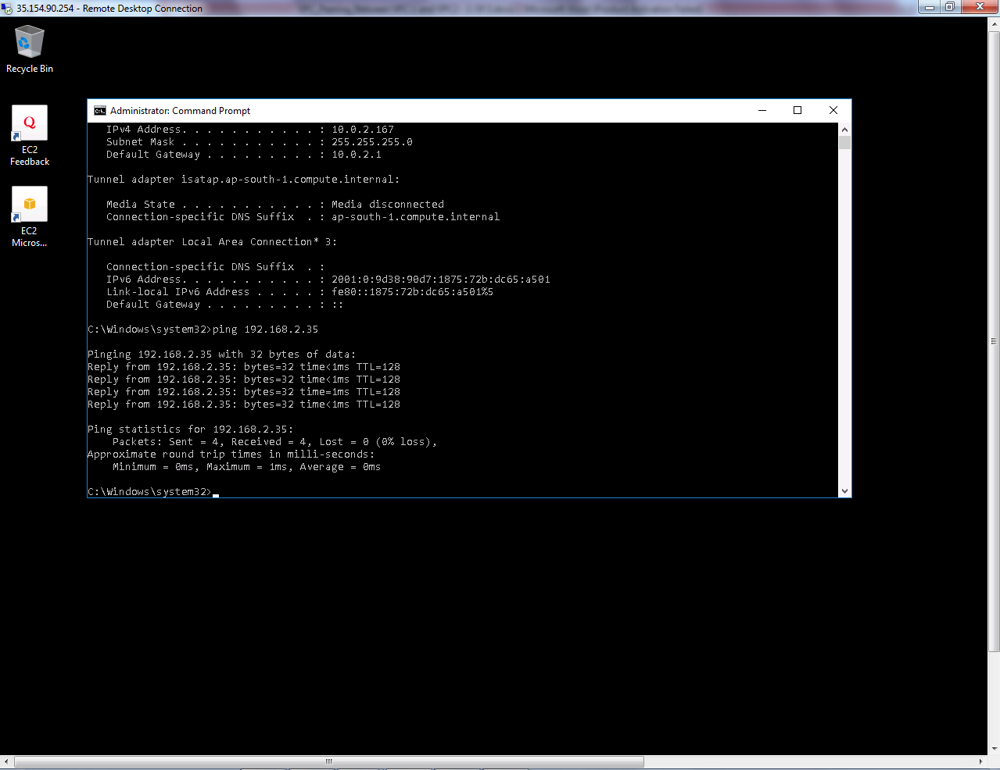 35.154.90.254 - Remote Desktop Connection
Recycle Bin
EC2
Feedback
EC2
Micros...
Administrator: Command Prompt
IPv4 Address. . . . . . . . . . . : 10.0.2.167
Subnet Mask . . . . . . . . . . . : 255.255.255.0
Default Gateway . . . . . . . . . : 10.0.2.1
Tunnel adapter isatap.ap-south-1.compute.internal:
Media State . . . . . . . . . . . : Media disconnected
Connection-specific DNS Suffix  . : ap-south-1.compute.internal
Tunnel adapter Local Area Connection* 3:
Connection-specific DNS Suffix  . :
IPv6 Address. . . . . . . . . . . : 2001:0:9d38:90d7:1875:72b:dc65:a501
Link-local IPv6 Address . . . . . : fe80::1875:72b:dc65:a501%5
Default Gateway . . . . . . . . . : ::
C:\Windows\system32>ping 192.168.2.35
Pinging 192.168.2.35 with 32 bytes of data:
Reply from 192.168.2.35: bytes=32 time<1ms TTL=128
Reply from 192.168.2.35: bytes=32 time<1ms TTL=128
Reply from 192.168.2.35: bytes=32 time=1ms TTL=128
Reply from 192.168.2.35: bytes=32 time<1ms TTL=128
Ping statistics for 192.168.2.35:
Packets: Sent = 4, Received = 4, Lost = 0 (0% loss),
Approximate round trip times in milli-seconds:
Minimum = 0ms, Maximum = 1ms, Average = 0ms
C:\Windows\system32>